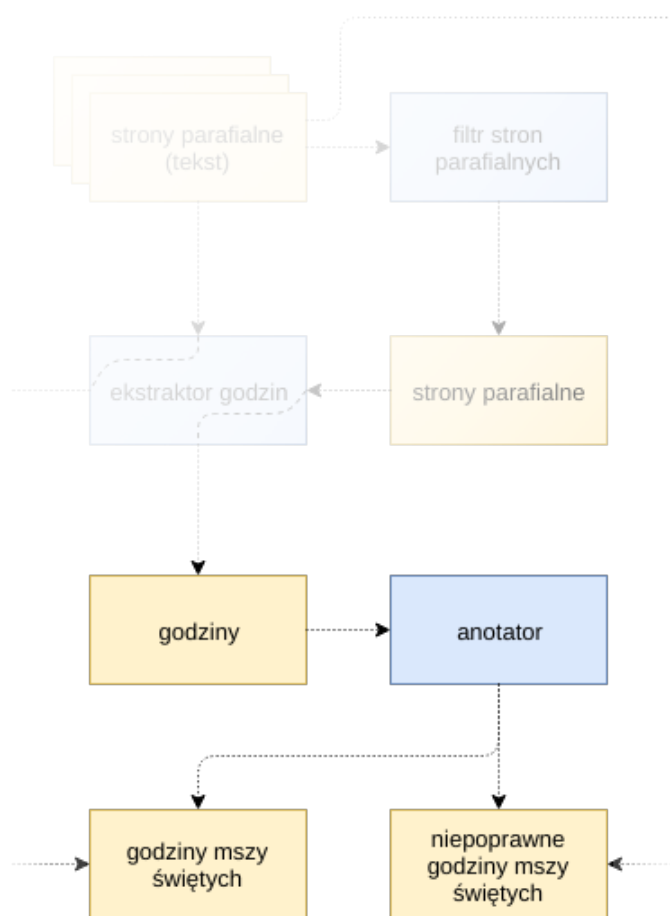 strony parafialne
(tekst)
filtr stron
parafialnych
ekstraktor godzin
strony parafialne
godziny
anotator
godziny mszy
świętych
niepoprawne
godziny mszy
świętych